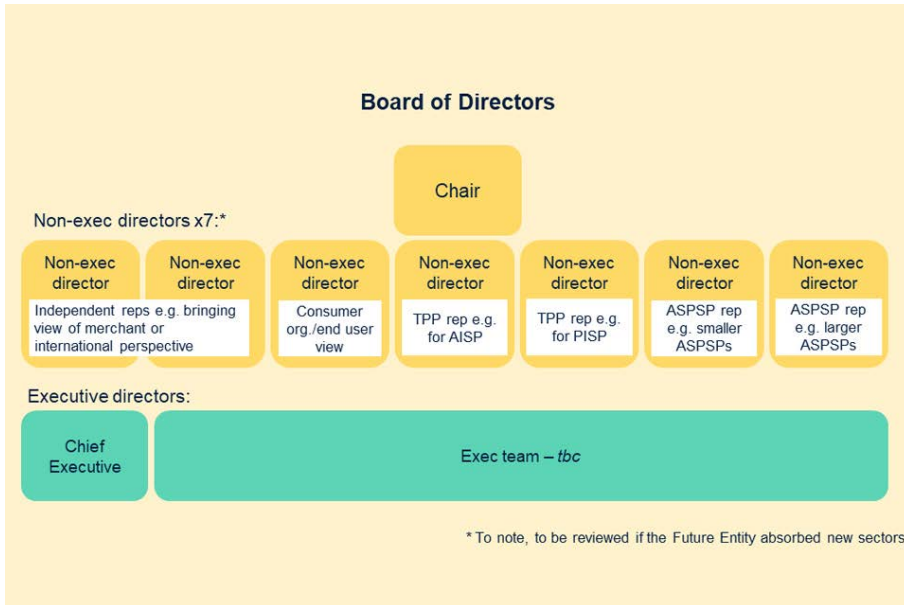 Board of Directors
Chair
Non-exec directors x7:*
Non-exec
director
Non-exec
director
Independent reps e.g. bringing
view of merchant or
international perspective
Non-exec
director
Consumer
org./end user
view
Non-exec
director
TPP rep e.g.
for AISP
Non-exec
director
TPP rep e.g.
for PISP
Non-exec
director
ASPSP rep
e.g. smaller
ASPSPs
Non-exec
director
ASPSP rep
e.g. larger
ASPSPs
Executive directors:
Chief
Executive
Exec team – tbc
* To note, to be reviewed if the Future Entity absorbed new sectors